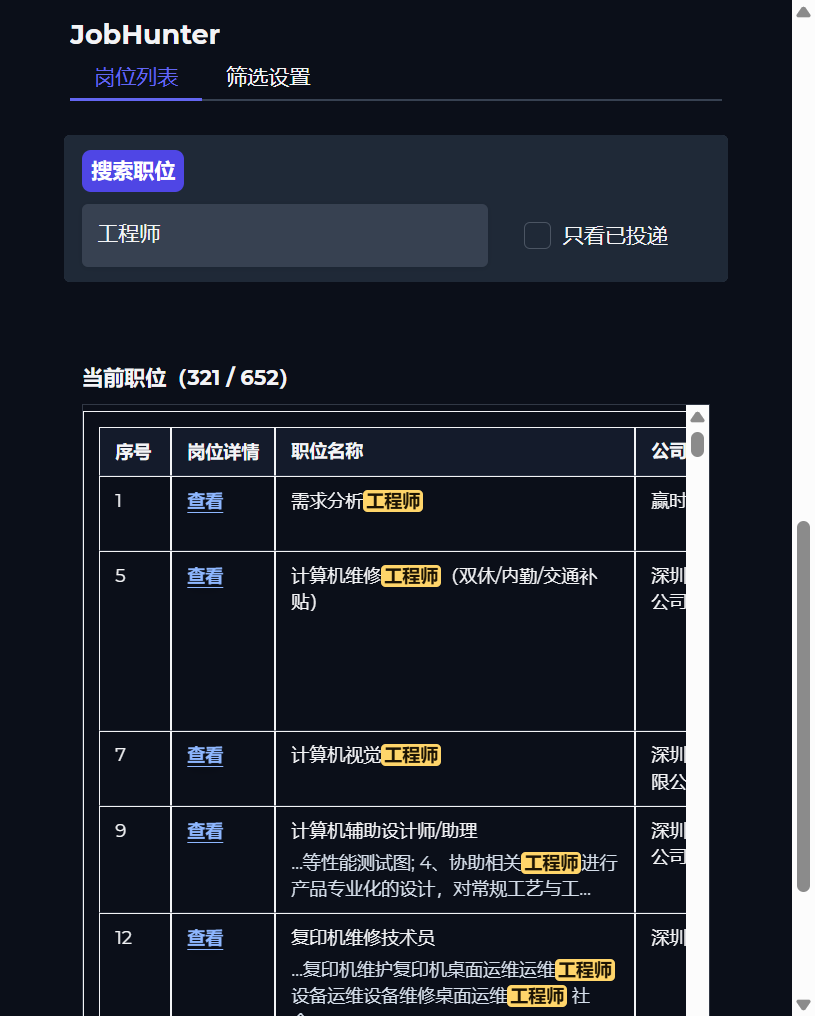 JobHunter
岗位列表 筛选设置
搜索职位
工程师
只看已投递
当前职位（321 / 652）
序号 岗位详情 职位名称 公司
1 查看 需求分析工程师 赢时
5 查看 计算机维修工程师（双休/内勤/交通补 深圳
贴） 公司
7 查看 计算机视觉工程师 深圳
限公
9 查看 计算机辅助设计师/助理 深圳
...等性能测试图; 4、协助相关工程师进行 公司
产品专业化的设计，对常规工艺与工...
12 查看 复印机维修技术员 深圳
...复印机维护复印机桌面运维运维工程师
设备运维设备维修桌面运维工程师 社